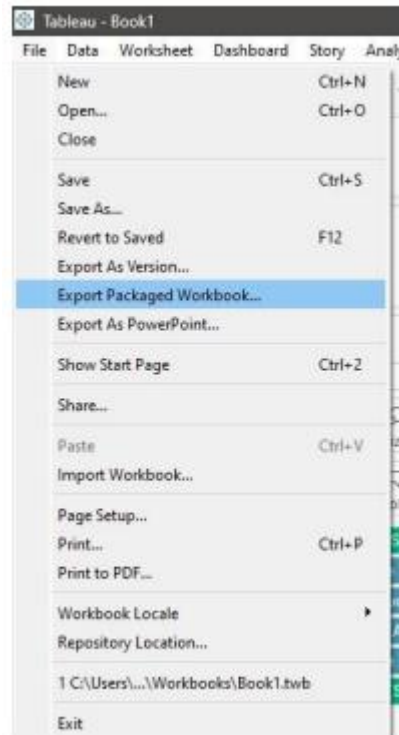 Tableau - Book1
File Data Worksheet Dashboard Story Analy
New Ctrl+N
Open... Ctrl+O
Close
Save Ctrl+S
Save As...
Revert to Saved F12
Export As Version...
Export Packaged Workbook...
Export As PowerPoint...
Show Start Page Ctrl+2
Share...
Paste Ctrl+V
Import Workbook...
Page Setup...
Print... Ctrl+P
Print to PDF...
Workbook Locale
Repository Location...
1 C:\Users\...\Workbooks\Book1.twb
Exit